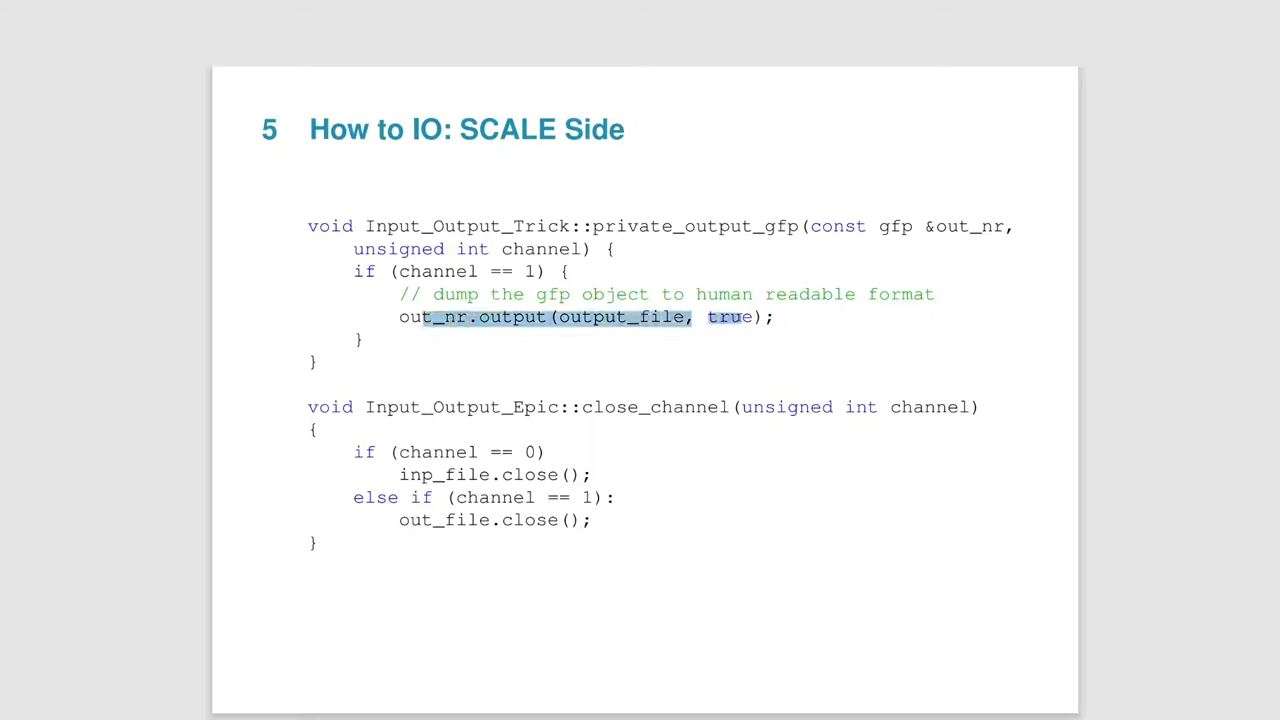 5 How to IO: SCALE Side
void Input_Output_Trick::private_output_gfp(const gfp &out_nr,
unsigned int channel) {
if (channel == 1) {
// dump the gfp object to human readable format
out_nr.output(output_file, true);
}
}
void Input_Output_Epic::close_channel(unsigned int channel)
{
if (channel == 0)
inp_file.close();
else if (channel == 1):
out_file.close();
}